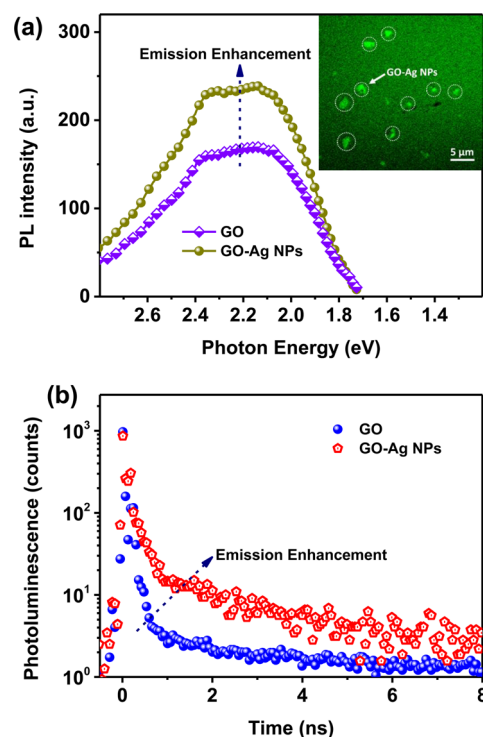 (a)
300
200
100
0
PL intensity (a.u.)
Emission Enhancement
GO-Ag NPs
5 μm
GO
GO-Ag NPs
2.6 2.4 2.2 2.0 1.8 1.6 1.4
Photon Energy (eV)
(b)
10³
10²
10¹
10⁰
Photoluminescence (counts)
GO
GO-Ag NPs
Emission Enhancement
0 2 4 6 8
Time (ns)